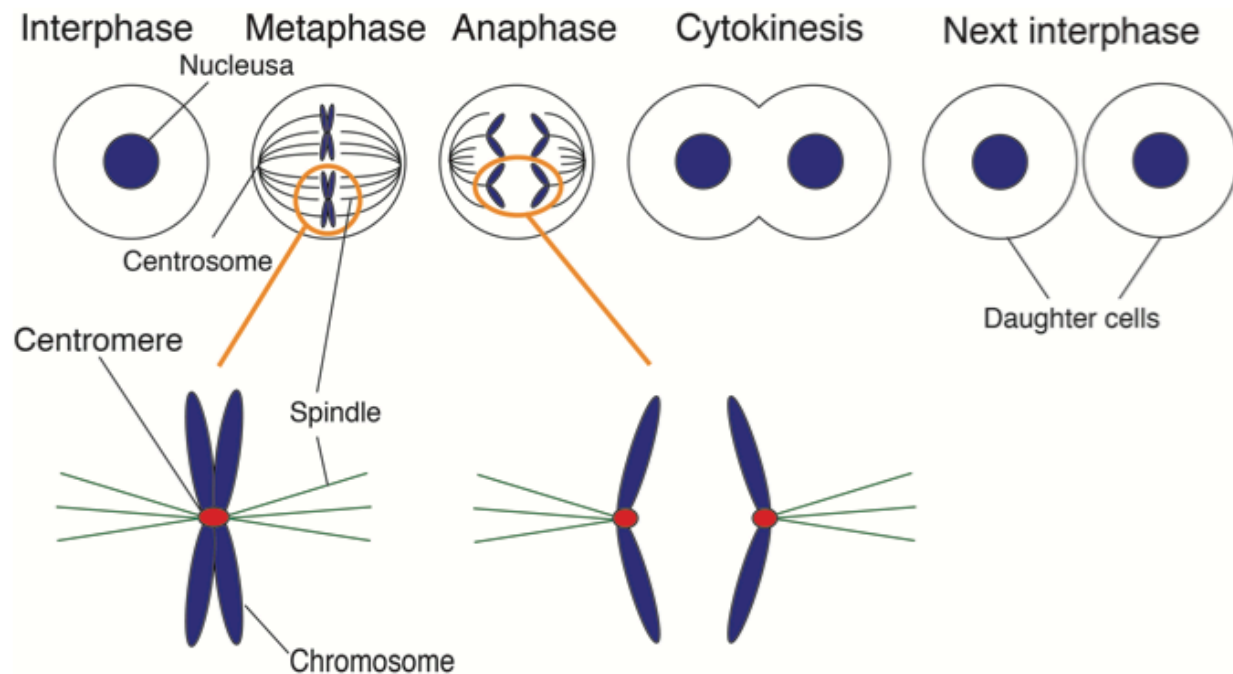 Interphase
Metaphase
Anaphase
Cytokinesis
Next interphase
Nucleusa
Centrosome
Daughter cells
Centromere
Spindle
Chromosome